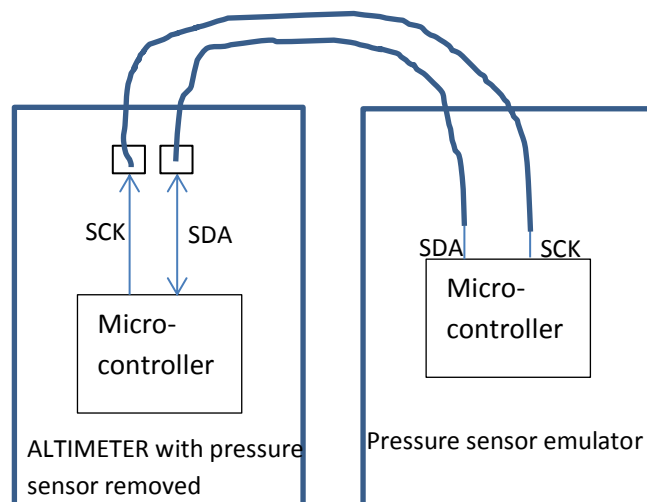 SCK
SDA
Micro-
controller
ALTIMETER with pressure
sensor removed
SDA
SCK
Micro-
controller
Pressure sensor emulator